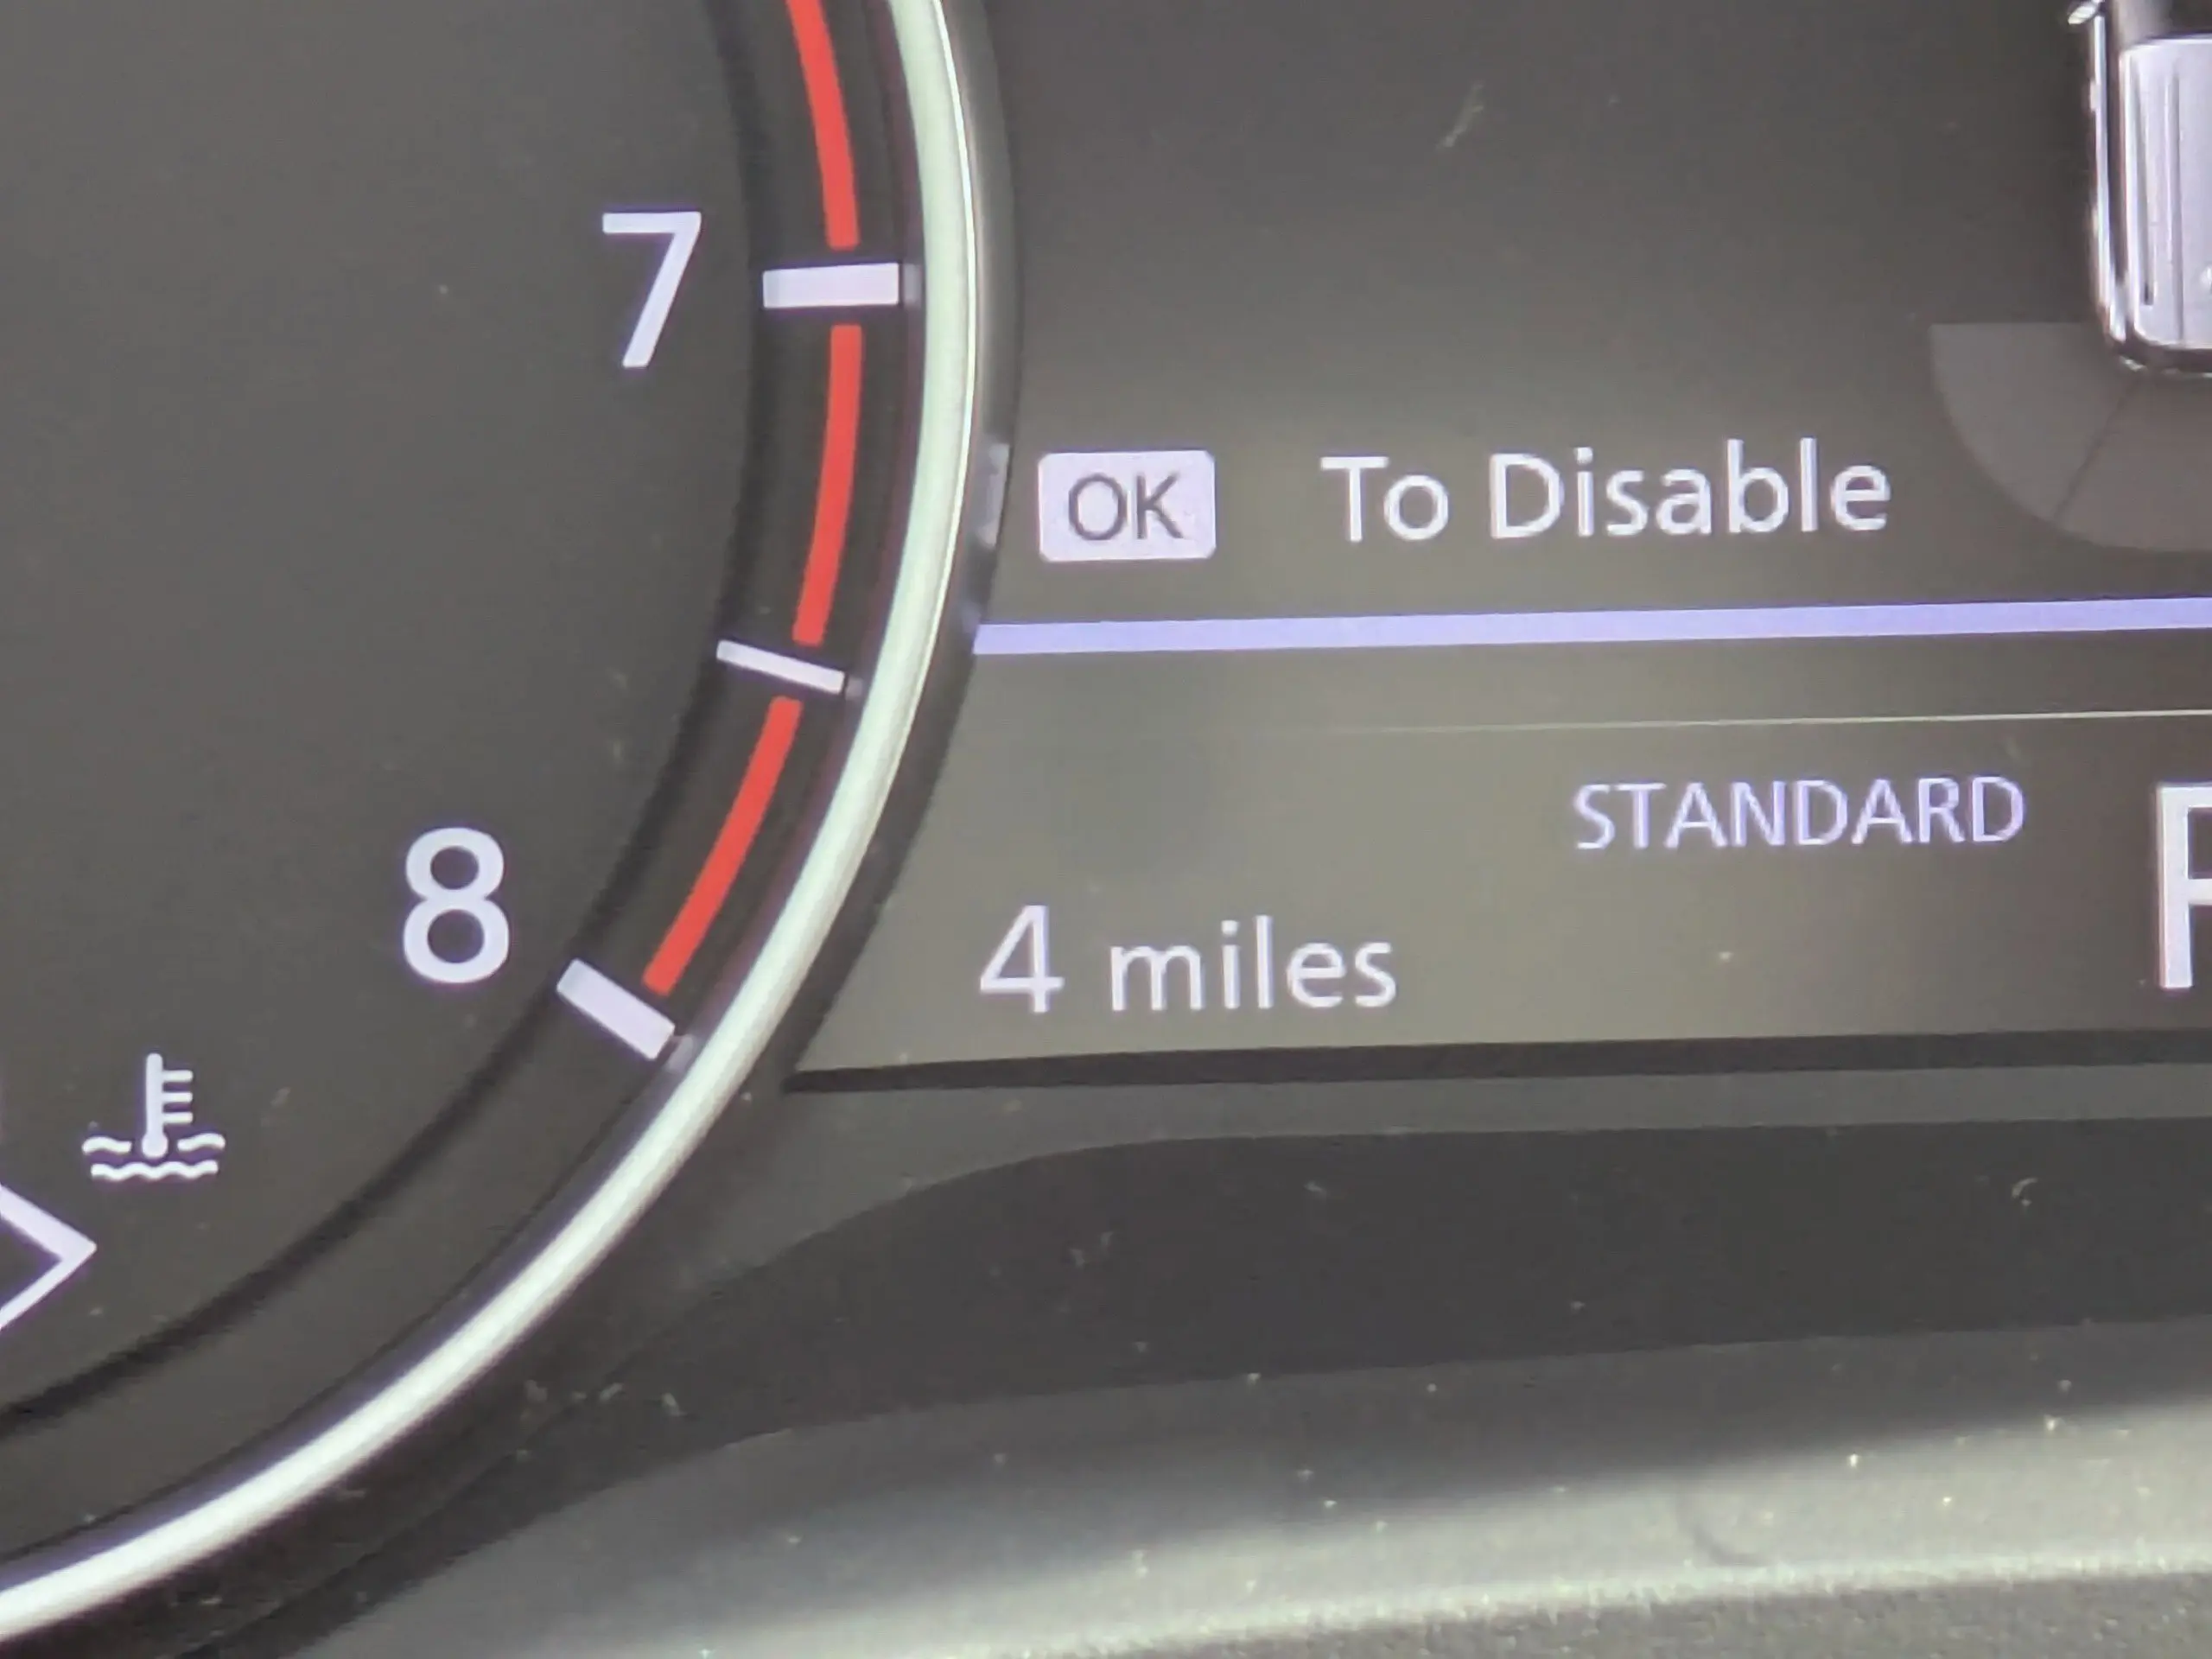 7
OK To Disable
STANDARD
8
4 miles